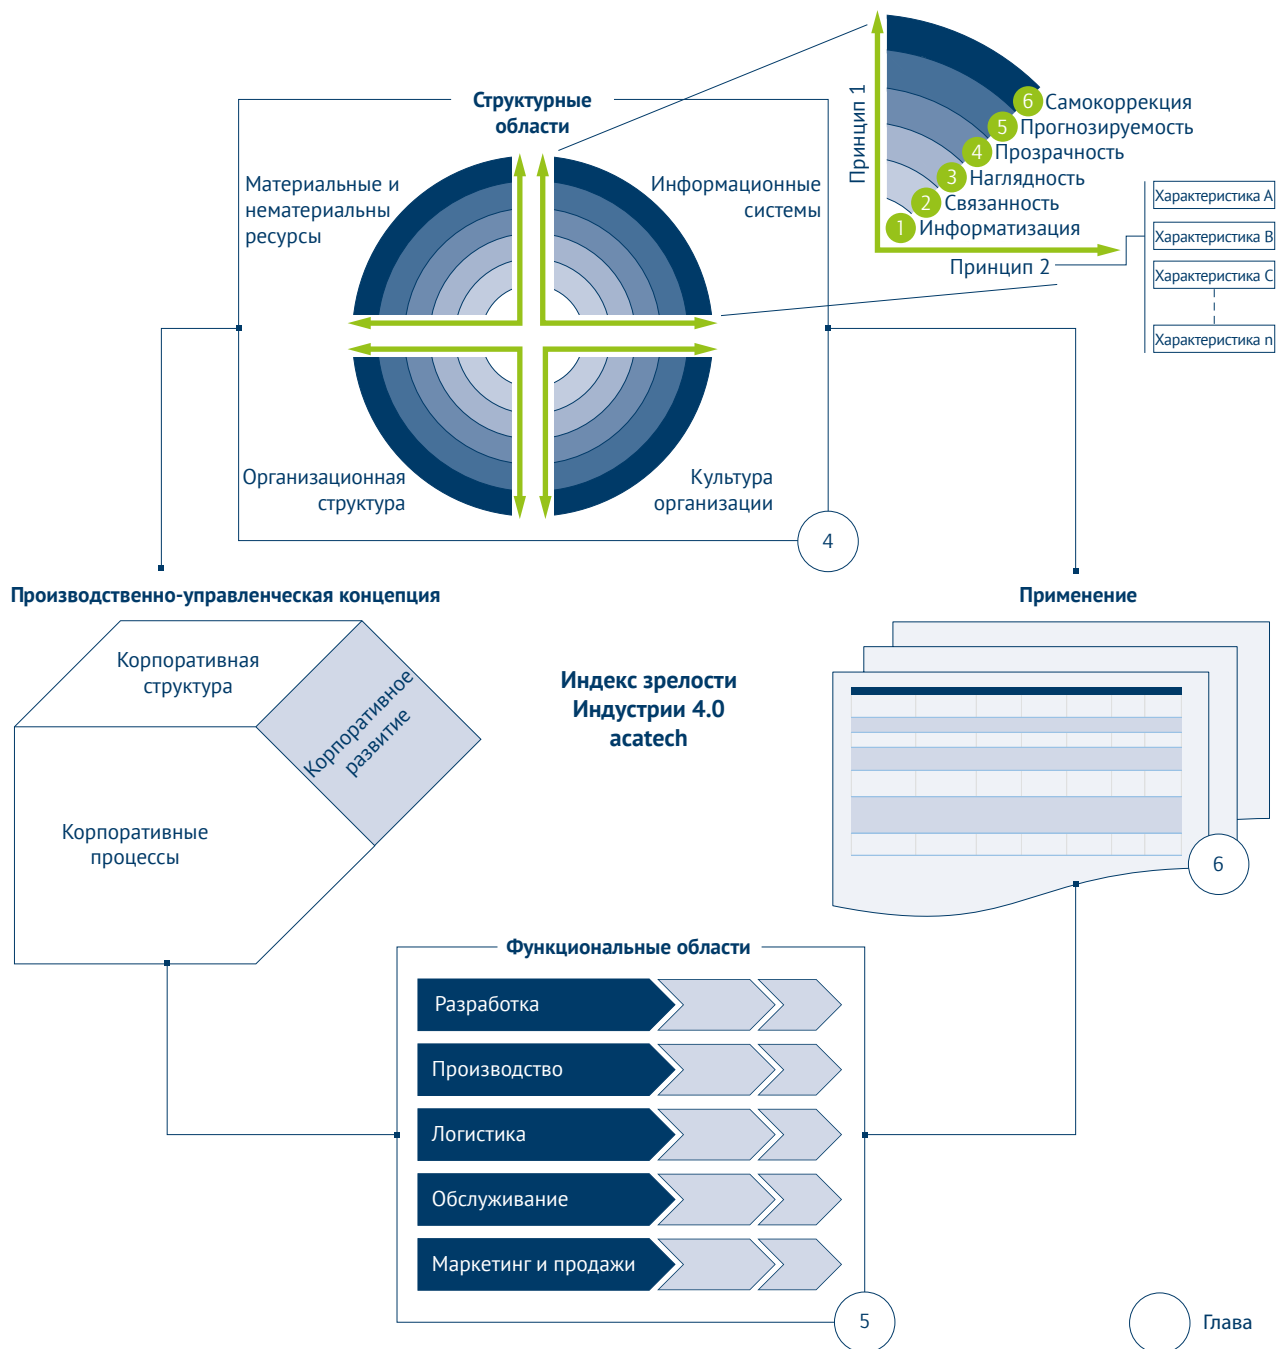 Структурные
области
Материальные и
нематериальны
ресурсы
Информационные
системы
Организационная
структура
Культура
организации
4
Принцип 1
6 Самокоррекция
5 Прогнозируемость
4 Прозрачность
3 Наглядность
2 Связанность
1 Информатизация
Принцип 2
Характеристика A
Характеристика B
Характеристика C
Характеристика n
Производственно-управленческая концепция
Корпоративная
структура
Корпоративное
развитие
Корпоративные
процессы
Индекс зрелости
Индустрии 4.0
acatech
Применение
6
Функциональные области
Разработка
Производство
Логистика
Обслуживание
Маркетинг и продажи
5
Глава